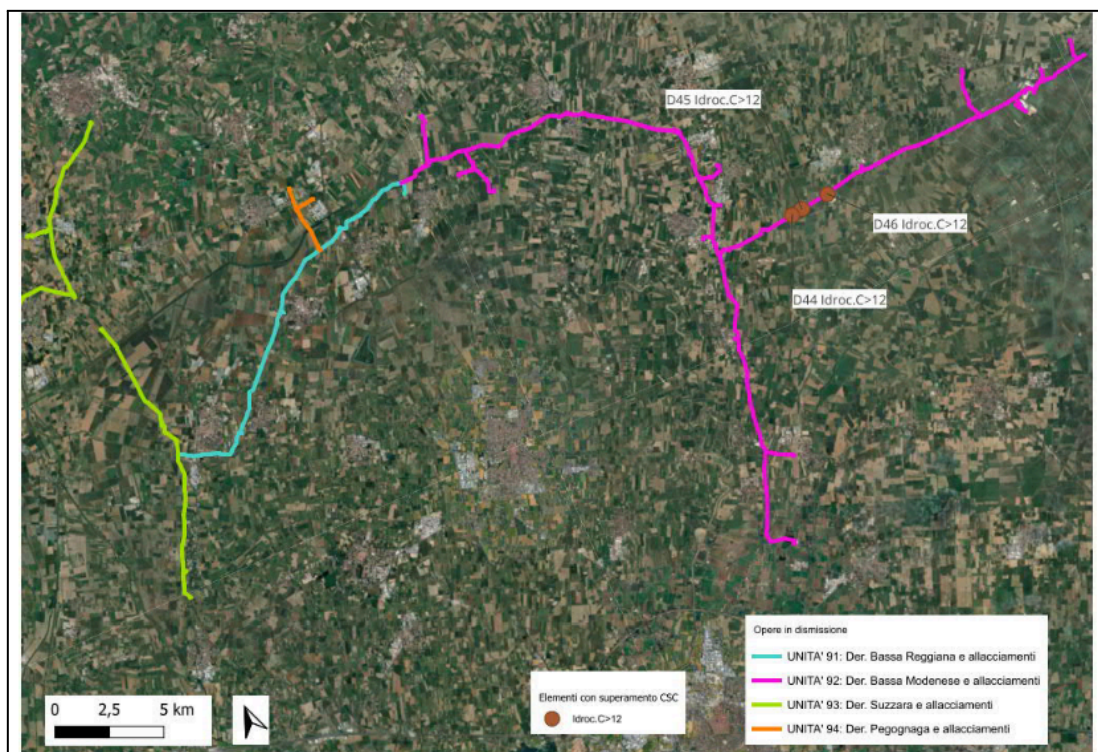 D45 Idroc.C>12
D46 Idroc.C>12
D44 Idroc.C>12
Opere in dismissione
UNITA' 91: Der. Bassa Reggiana e allacciamenti
UNITA' 92: Der. Bassa Modenese e allacciamenti
UNITA' 93: Der. Suzzara e allacciamenti
UNITA' 94: Der. Pegognaga e allacciamenti
Elementi con superamento CSC
Idroc.C>12
0 2,5 5 km